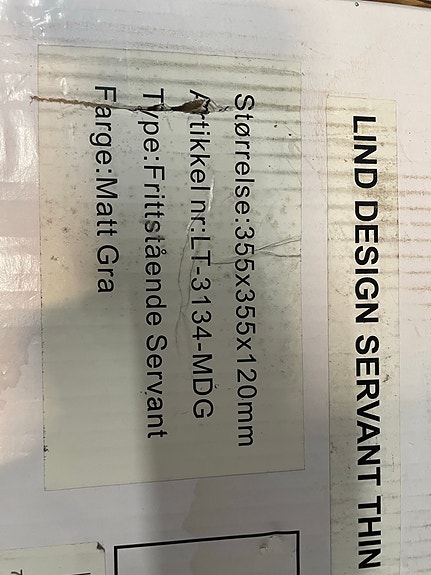 LIND DESIGN SERVANT THIN
Størrelse:355x355x120mm
Artikkel nr:LT-3134-MDG
Type:Frittstående Servant
Farge:Matt Gra